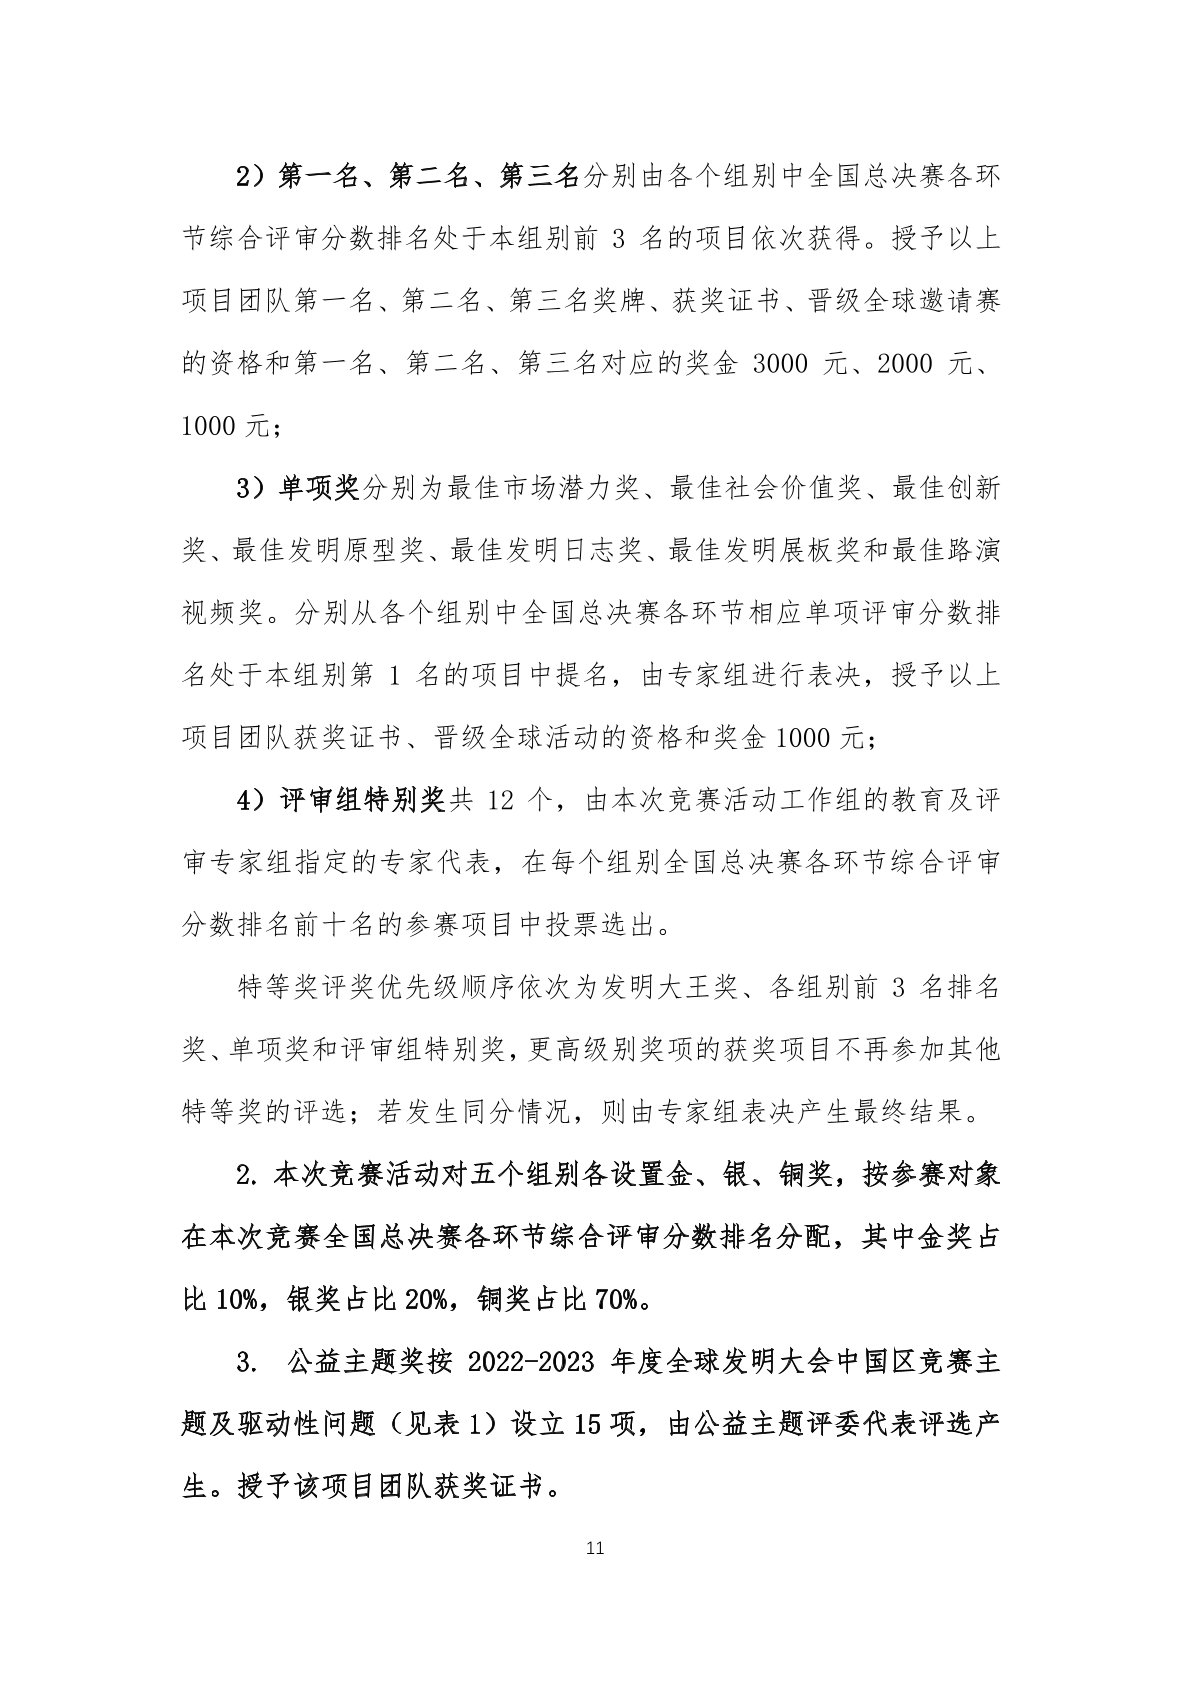 2）第一名、第二名、第三名分别由各个组别中全国总决赛各环
节综合评审分数排名处于本组别前 3 名的项目依次获得。授予以上
项目团队第一名、第二名、第三名奖牌、获奖证书、晋级全球邀请赛
的资格和第一名、第二名、第三名对应的奖金 3000 元、2000 元、
1000 元；
3）单项奖分别为最佳市场潜力奖、最佳社会价值奖、最佳创新
奖、最佳发明原型奖、最佳发明日志奖、最佳发明展板奖和最佳路演
视频奖。分别从各个组别中全国总决赛各环节相应单项评审分数排
名处于本组别第 1 名的项目中提名，由专家组进行表决，授予以上
项目团队获奖证书、晋级全球活动的资格和奖金 1000 元；
4）评审组特别奖共 12 个，由本次竞赛活动工作组的教育及评
审专家组指定的专家代表，在每个组别全国总决赛各环节综合评审
分数排名前十名的参赛项目中投票选出。
特等奖评奖优先级顺序依次为发明大王奖、各组别前 3 名排名
奖、单项奖和评审组特别奖，更高级别奖项的获奖项目不再参加其他
特等奖的评选；若发生同分情况，则由专家组表决产生最终结果。
2. 本次竞赛活动对五个组别各设置金、银、铜奖，按参赛对象
在本次竞赛全国总决赛各环节综合评审分数排名分配，其中金奖占
比 10%，银奖占比 20%，铜奖占比 70%。
3. 公益主题奖按 2022-2023 年度全球发明大会中国区竞赛主
题及驱动性问题（见表 1）设立 15 项，由公益主题评委代表评选产
生。授予该项目团队获奖证书。
11